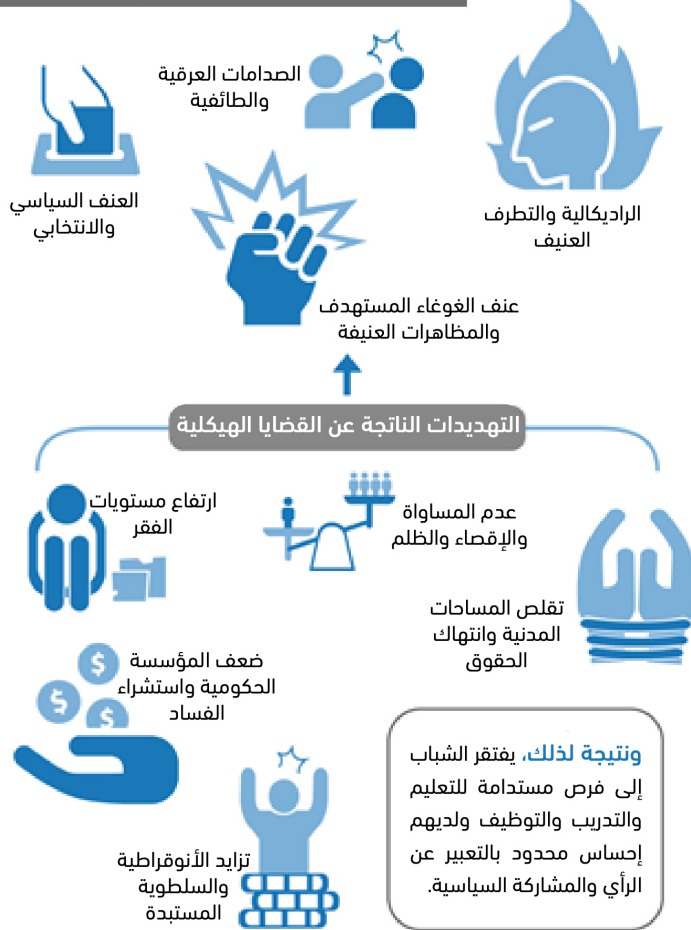 الصدامات العرقية
والطائفية
الراديكالية والتطرف
العنيف
العنف السياسي
والانتخابي
عنف الغوغاء المستهدف
والمظاهرات العنيفة
التهديدات الناتجة عن القضايا الهيكلية
عدم المساواة
والإقصاء والظلم
ارتفاع مستويات
الفقر
تقلص المساحات
المدنية وانتهاك
الحقوق
ضعف المؤسسة
الحكومية واستشراء
الفساد
$
$
$
تزايد الأنوقراطية
والسلطوية
المستبدة
ونتيجة لذلك، يفتقر الشباب
إلى فرص مستدامة للتعليم
والتدريب والتوظيف ولديهم
إحساس محدود بالتعبير عن
الرأي والمشاركة السياسية.